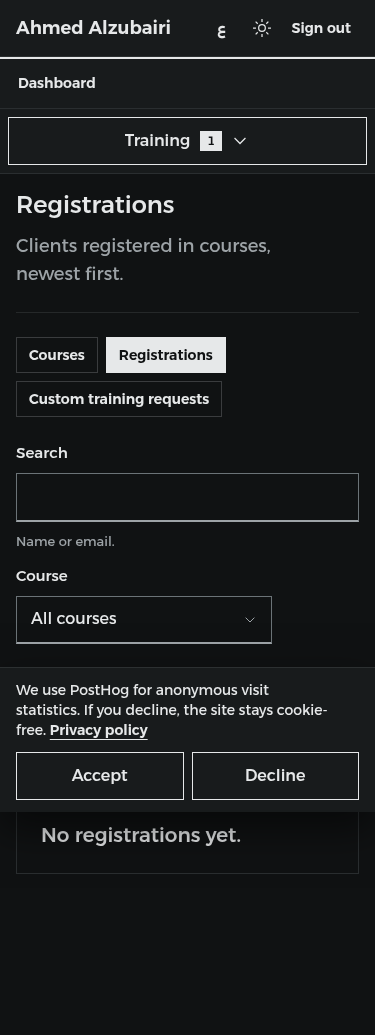 Ahmed Alzubairi
ع
Sign out
Dashboard
Training 1
Registrations
Clients registered in courses,
newest first.
Courses
Registrations
Custom training requests
Search
Name or email.
Course
All courses
We use PostHog for anonymous visit
statistics. If you decline, the site stays cookie-
free. Privacy policy
Accept
Decline
No registrations yet.